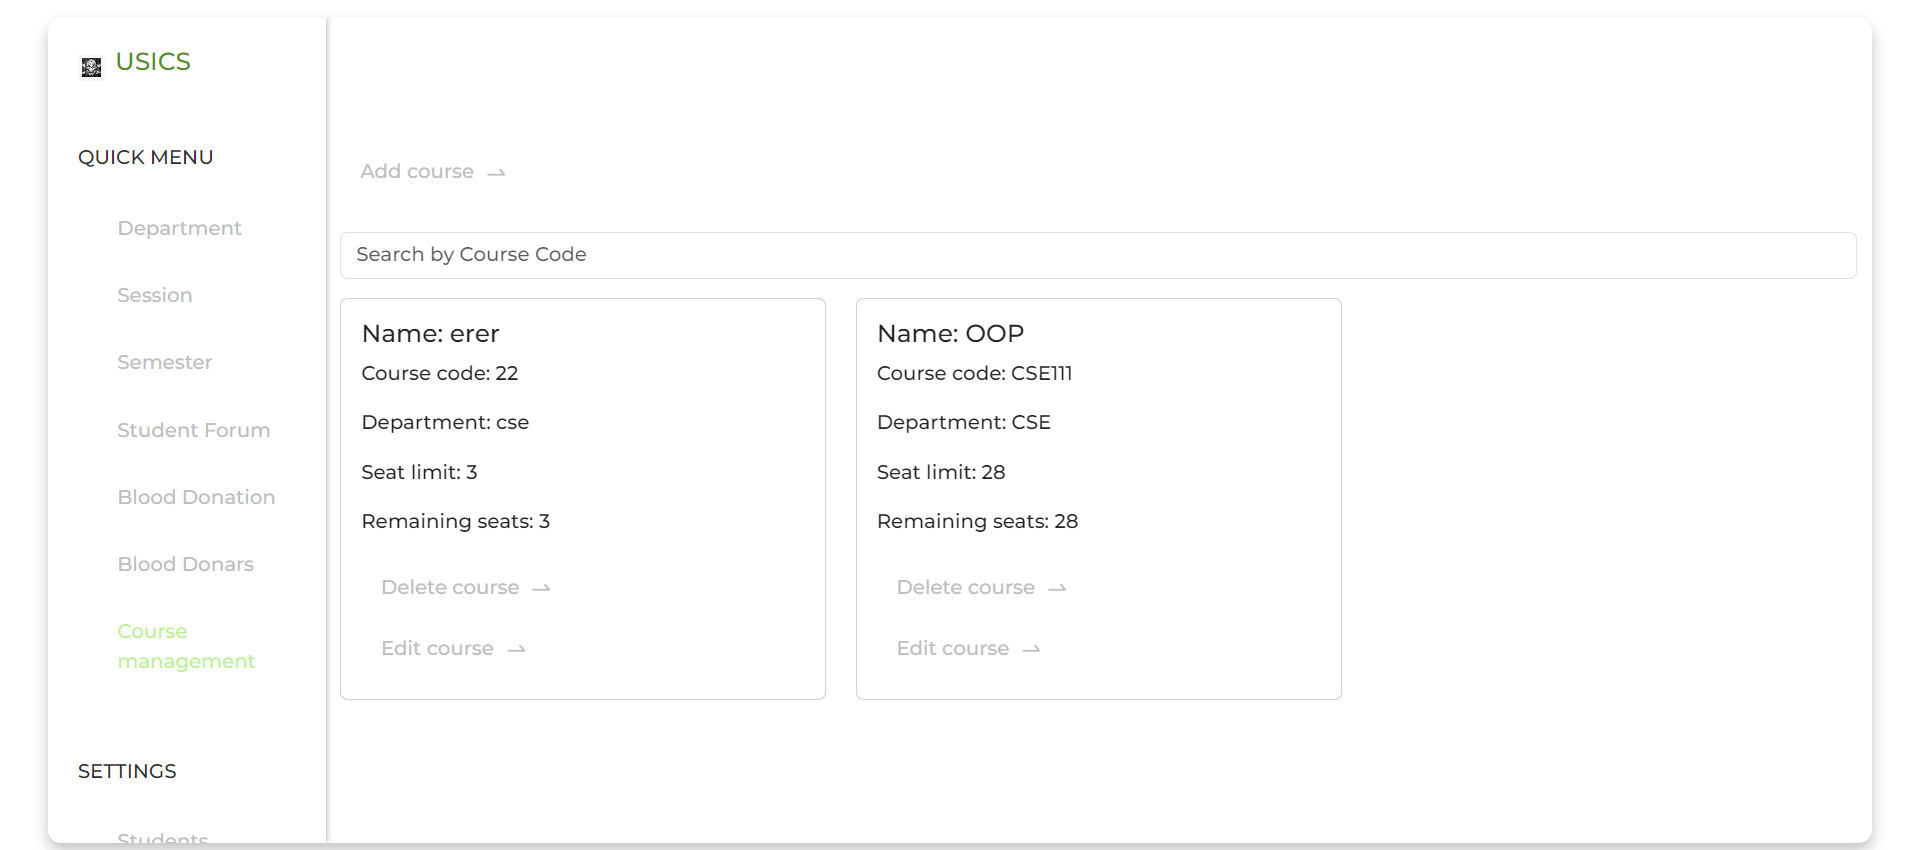 USICS
QUICK MENU
Department
Session
Semester
Student Forum
Blood Donation
Blood Donars
Course
management
SETTINGS
Students
Add course
Search by Course Code
Name: erer
Course code: 22
Department: cse
Seat limit: 3
Remaining seats: 3
Delete course
Edit course
Name: OOP
Course code: CSE111
Department: CSE
Seat limit: 28
Remaining seats: 28
Delete course
Edit course